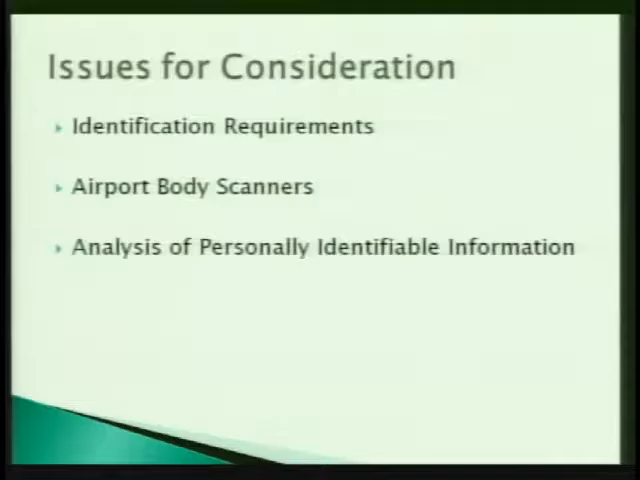 Issues for Consideration
Identification Requirements
Airport Body Scanners
Analysis of Personally Identifiable Information